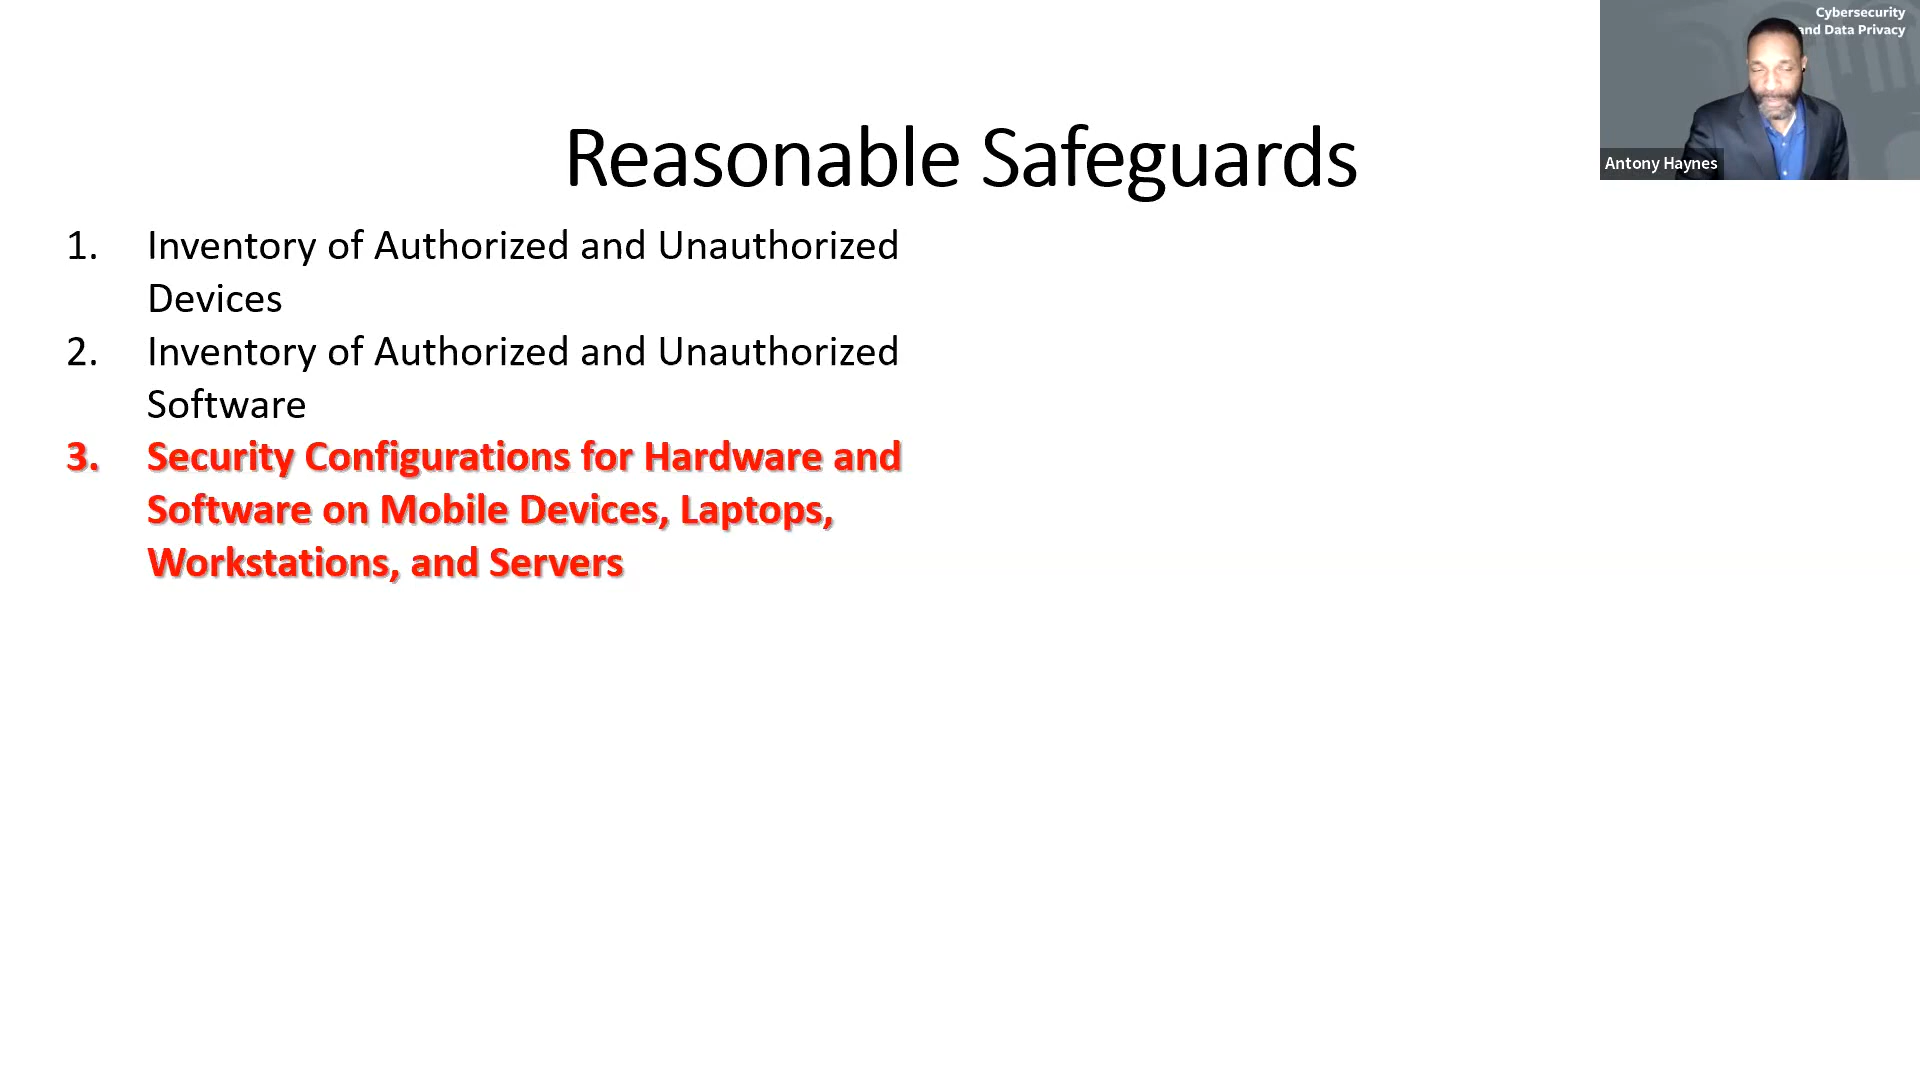 Cybersecurity
and Data Privacy
Antony Haynes
Reasonable Safeguards
1. Inventory of Authorized and Unauthorized
Devices
2. Inventory of Authorized and Unauthorized
Software
3. Security Configurations for Hardware and
Software on Mobile Devices, Laptops,
Workstations, and Servers